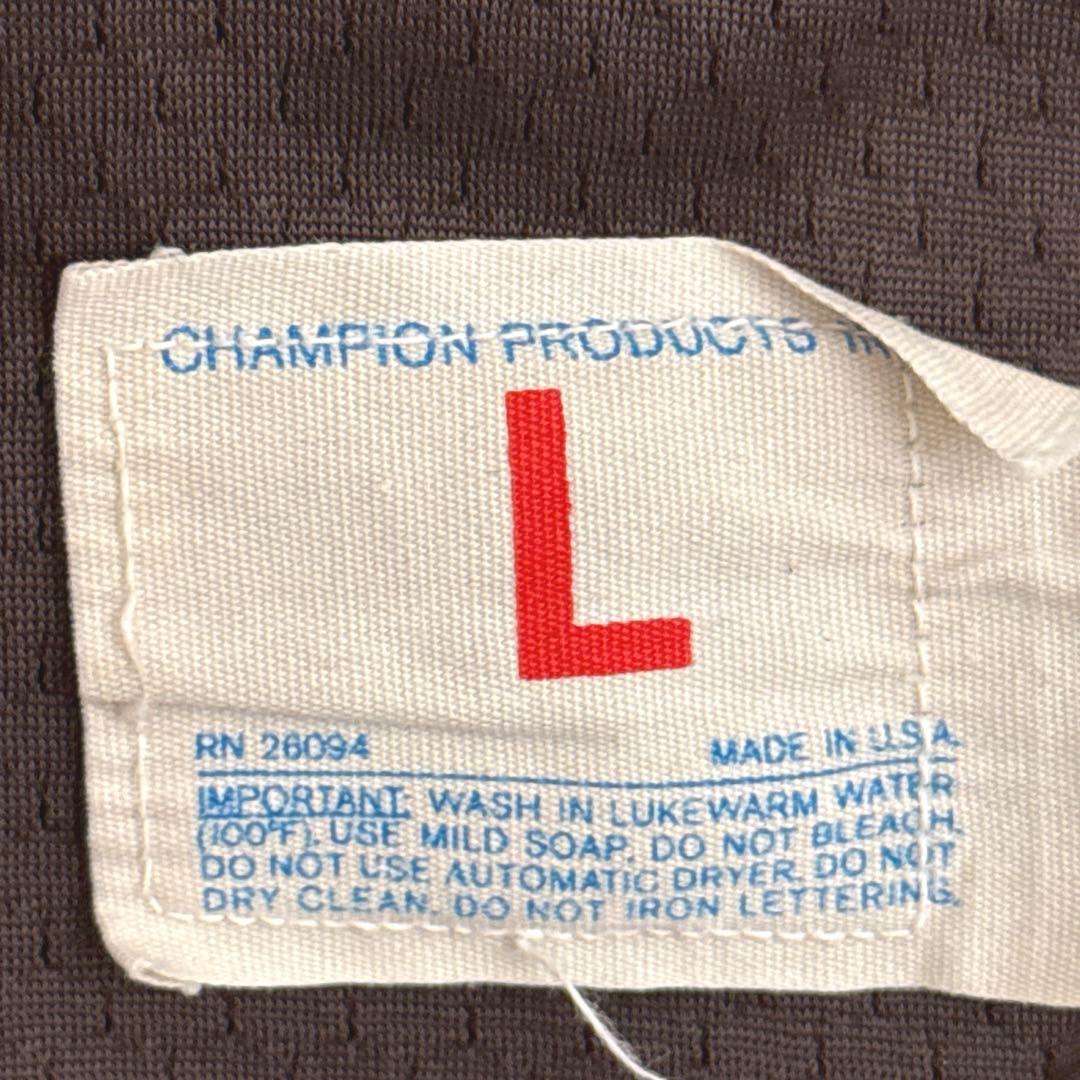 CHAMPION PRODUCTS IN
L
RN 26094
MADE IN U.S.A.
IMPORTANT: WASH IN LUKEWARM WATER
(100°F). USE MILD SOAP. DO NOT BLEACH.
DO NOT USE AUTOMATIC DRYER. DO NOT
DRY CLEAN. DO NOT IRON LETTERING.